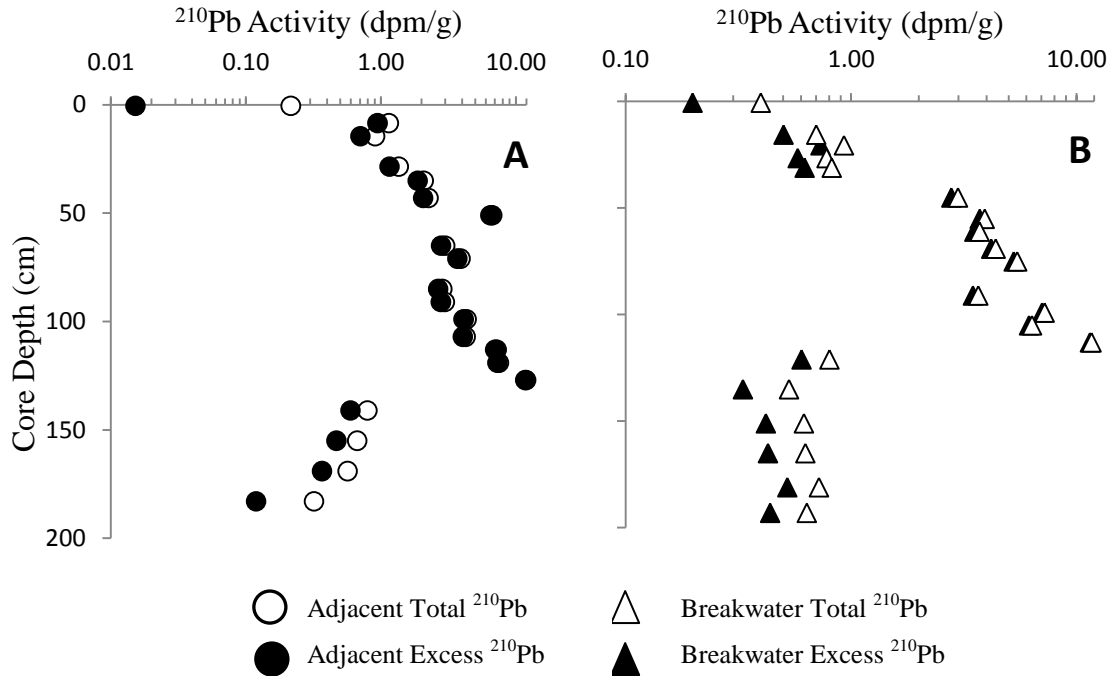 ²¹⁰Pb Activity (dpm/g)
0.01 0.10 1.00 10.00
0
50
100
150
200
Core Depth (cm)
A
²¹⁰Pb Activity (dpm/g)
0.10 1.00 10.00
B
Adjacent Total ²¹⁰Pb
Adjacent Excess ²¹⁰Pb
Breakwater Total ²¹⁰Pb
Breakwater Excess ²¹⁰Pb